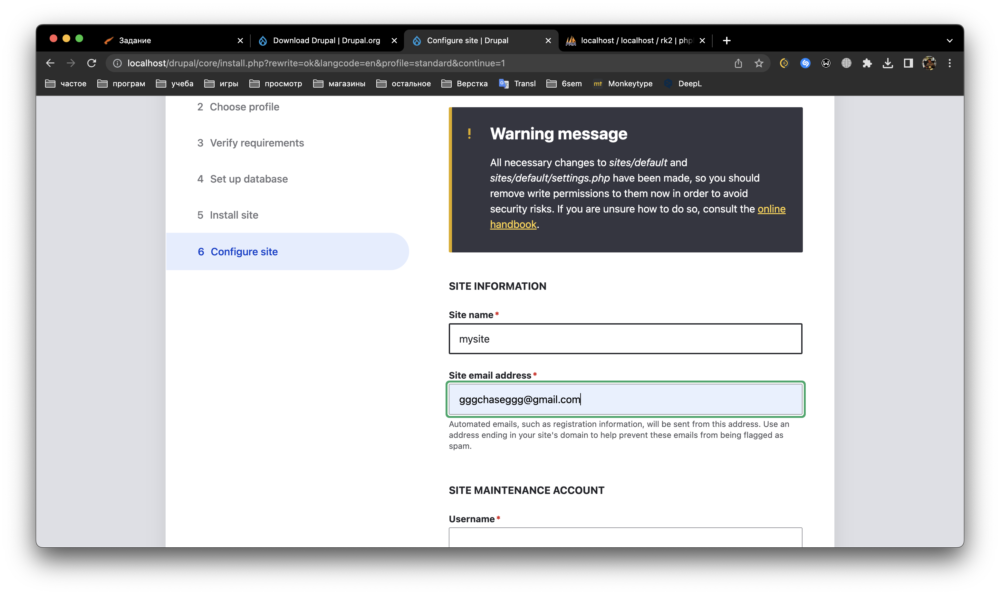 Задание
Download Drupal | Drupal.org
Configure site | Drupal
localhost / localhost / rk2 | php
localhost/drupal/core/install.php?rewrite=ok&langcode=en&profile=standard&continue=1
частое
програм
учеба
игры
просмотр
магазины
остальное
Верстка
Transl
6sem
mt Monkeytype
DeepL
2 Choose profile
3 Verify requirements
4 Set up database
5 Install site
6 Configure site
! Warning message
All necessary changes to sites/default and
sites/default/settings.php have been made, so you should
remove write permissions to them now in order to avoid
security risks. If you are unsure how to do so, consult the online
handbook.
SITE INFORMATION
Site name*
mysite
Site email address*
gggchaseggg@gmail.com
Automated emails, such as registration information, will be sent from this address. Use an
address ending in your site's domain to help prevent these emails from being flagged as
spam.
SITE MAINTENANCE ACCOUNT
Username*